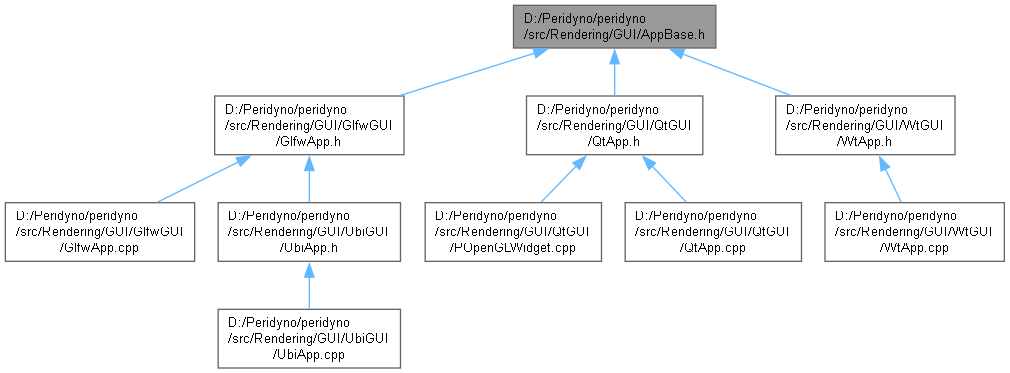 D:/Peridyno/peridyno
/src/Rendering/GUI/AppBase.h
D:/Peridyno/peridyno
/src/Rendering/GUI/GlfwGUI
/GlfwApp.h
D:/Peridyno/peridyno
/src/Rendering/GUI/QtGUI
/QtApp.h
D:/Peridyno/peridyno
/src/Rendering/GUI/WtGUI
/WtApp.h
D:/Peridyno/peridyno
/src/Rendering/GUI/GlfwGUI
/GlfwApp.cpp
D:/Peridyno/peridyno
/src/Rendering/GUI/UbiGUI
/UbiApp.h
D:/Peridyno/peridyno
/src/Rendering/GUI/QtGUI
/POpenGLWidget.cpp
D:/Peridyno/peridyno
/src/Rendering/GUI/QtGUI
/QtApp.cpp
D:/Peridyno/peridyno
/src/Rendering/GUI/WtGUI
/WtApp.cpp
D:/Peridyno/peridyno
/src/Rendering/GUI/UbiGUI
/UbiApp.cpp